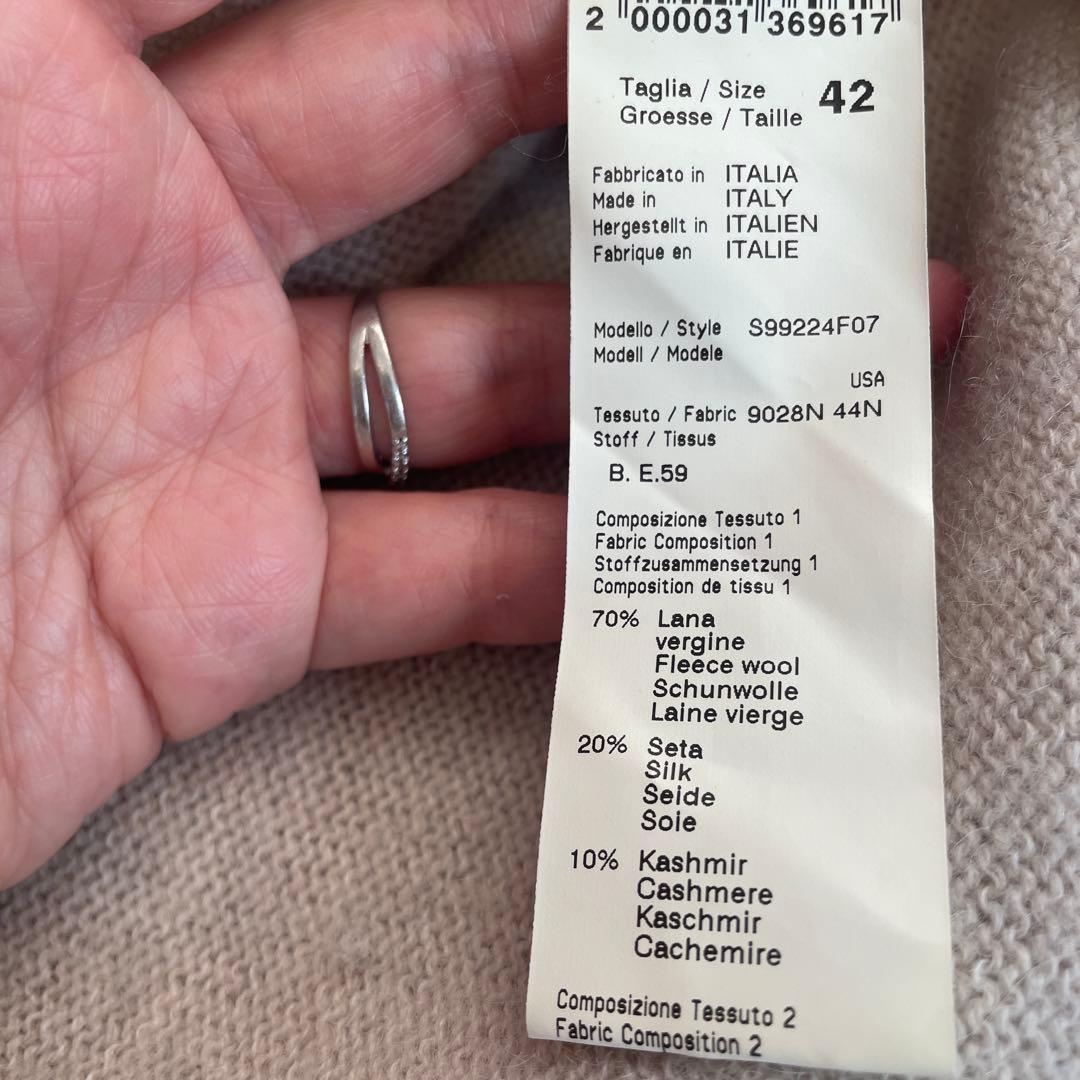 2 000031 369617
Taglia / Size 42
Groesse / Taille
Fabbricato in ITALIA
Made in ITALY
Hergestellt in ITALIEN
Fabrique en ITALIE
Modello / Style S99224F07
Modell / Modele
USA
Tessuto / Fabric 9028N 44N
Stoff / Tissus
B. E.59
Composizione Tessuto 1
Fabric Composition 1
Stoffzusammensetzung 1
Composition de tissu 1
70% Lana
vergine
Fleece wool
Schunwolle
Laine vierge
20% Seta
Silk
Seide
Soie
10% Kashmir
Cashmere
Kaschmir
Cachemire
Composizione Tessuto 2
Fabric Composition 2